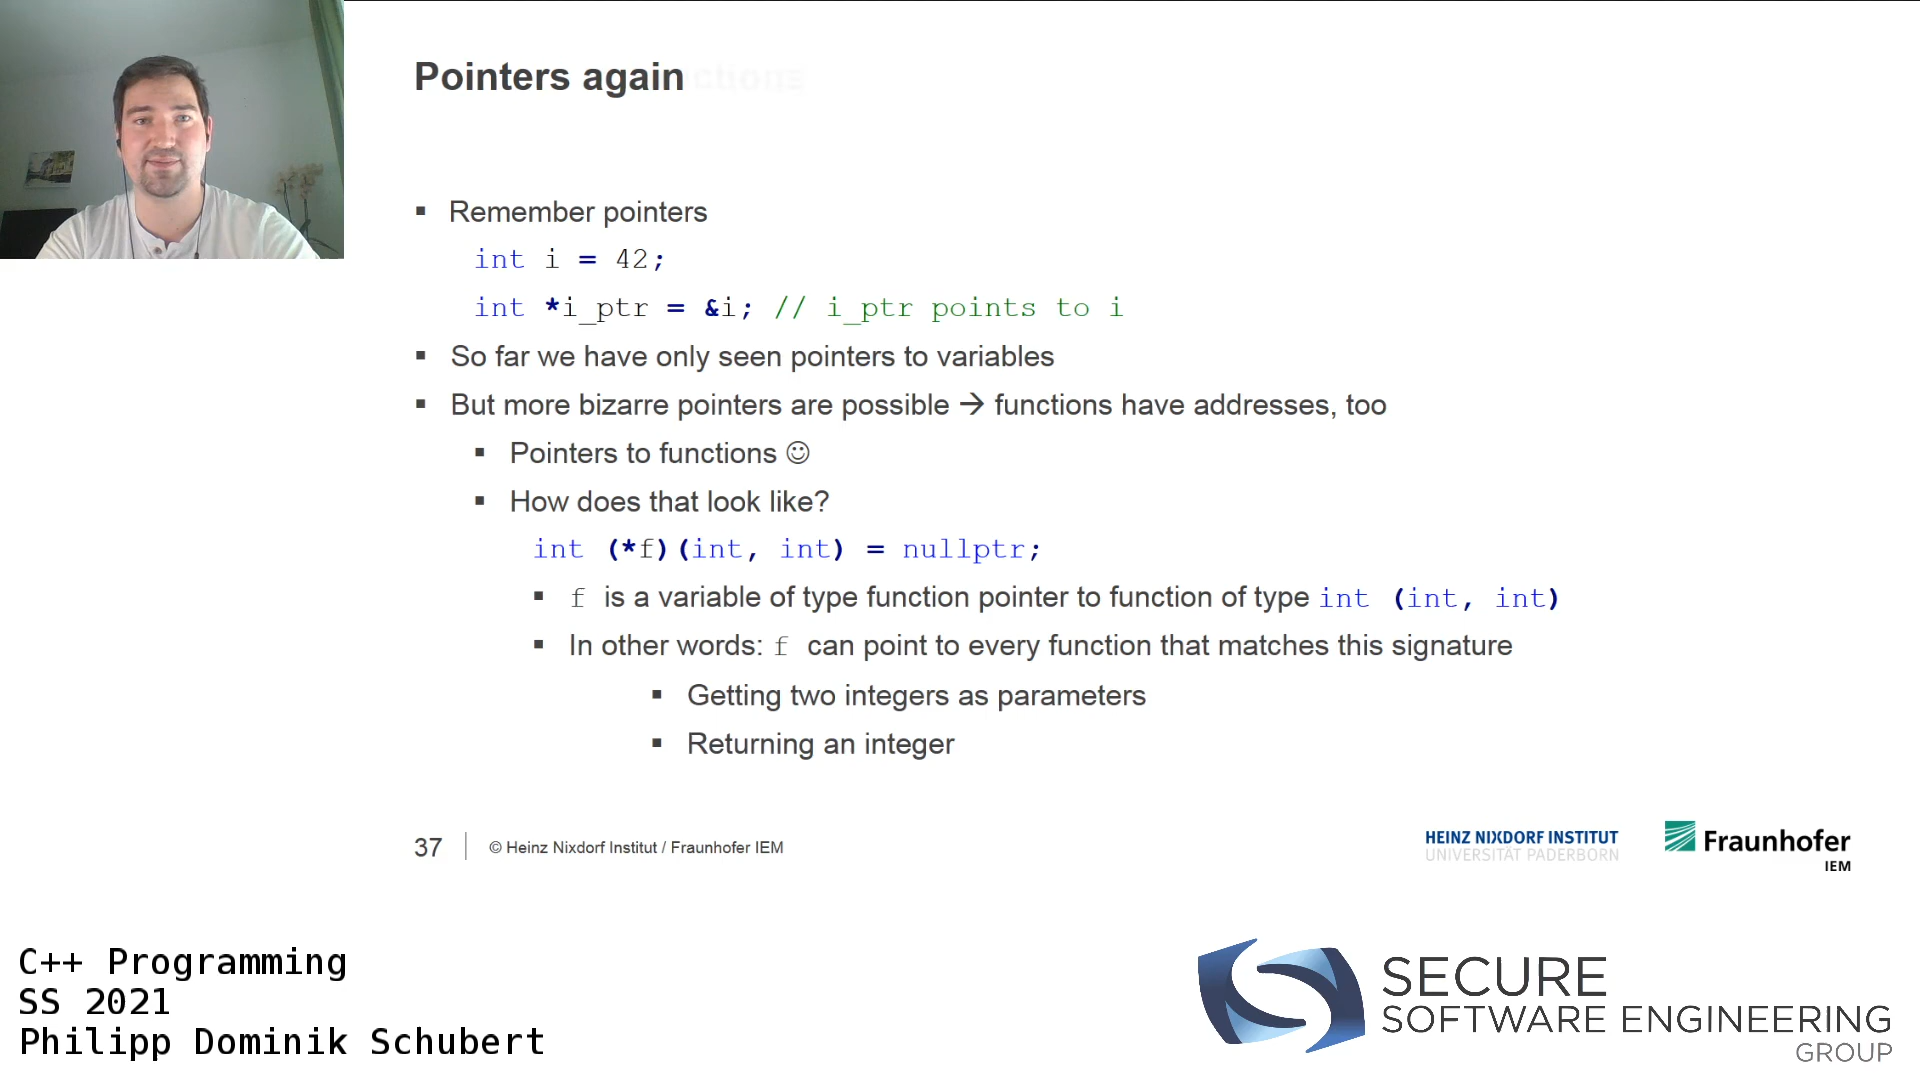 Pointers again
▪ Remember pointers
int i = 42;
int *i_ptr = &i; // i_ptr points to i
▪ So far we have only seen pointers to variables
▪ But more bizarre pointers are possible → functions have addresses, too
▪ Pointers to functions ☺
▪ How does that look like?
int (*f)(int, int) = nullptr;
▪ f is a variable of type function pointer to function of type int (int, int)
▪ In other words: f can point to every function that matches this signature
▪ Getting two integers as parameters
▪ Returning an integer
37
© Heinz Nixdorf Institut / Fraunhofer IEM
HEINZ NIXDORF INSTITUT
UNIVERSITÄT PADERBORN
Fraunhofer
IEM
C++ Programming
SS 2021
Philipp Dominik Schubert
SECURE
SOFTWARE ENGINEERING
GROUP